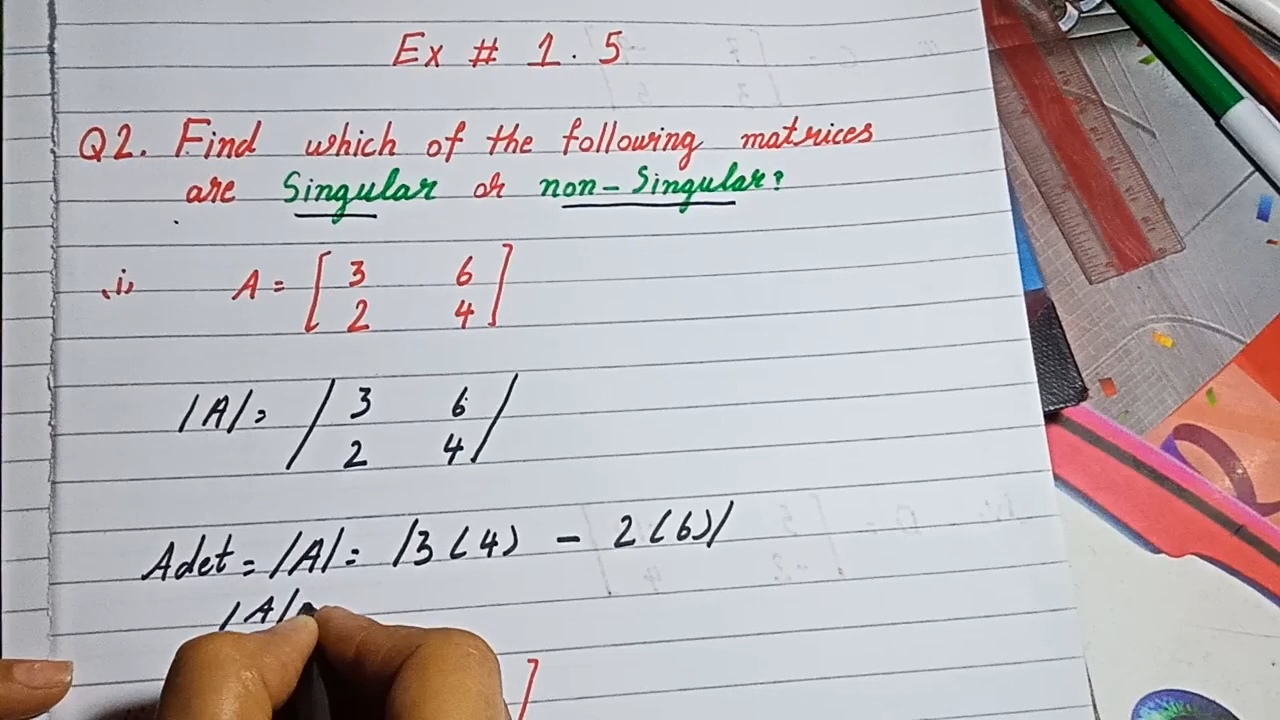 Ex # 1.5
Q2. Find which of the following matrices
are Singular or non-Singular?
.i, A = [ 3 6
2 4 ]
|A|= | 3 6
2 4 |
Adet = |A| = |3(4) - 2(6)|
|A|
]